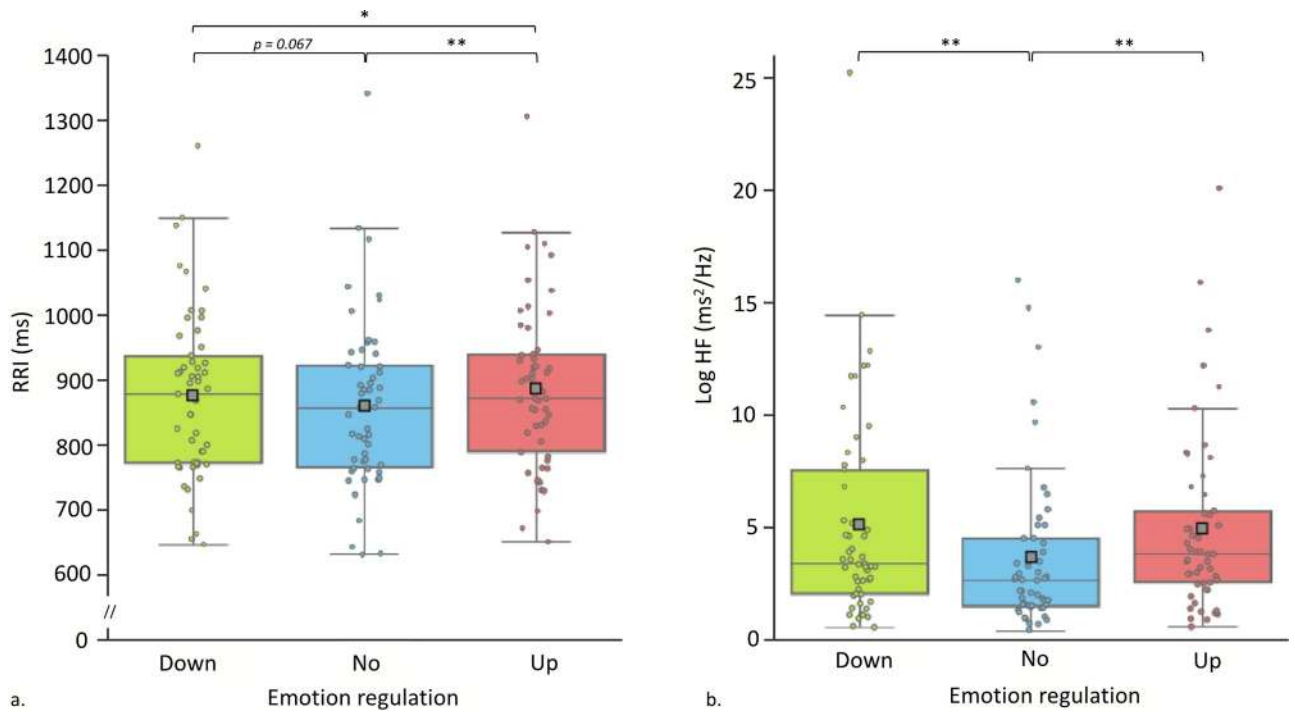 *
p = 0.067
**
1400
1300
1200
1100
1000
900
800
700
600
//
0
RRI (ms)
Down
No
Up
Emotion regulation
a.
**
**
25
20
15
10
5
0
Log HF (ms²/Hz)
Down
No
Up
Emotion regulation
b.